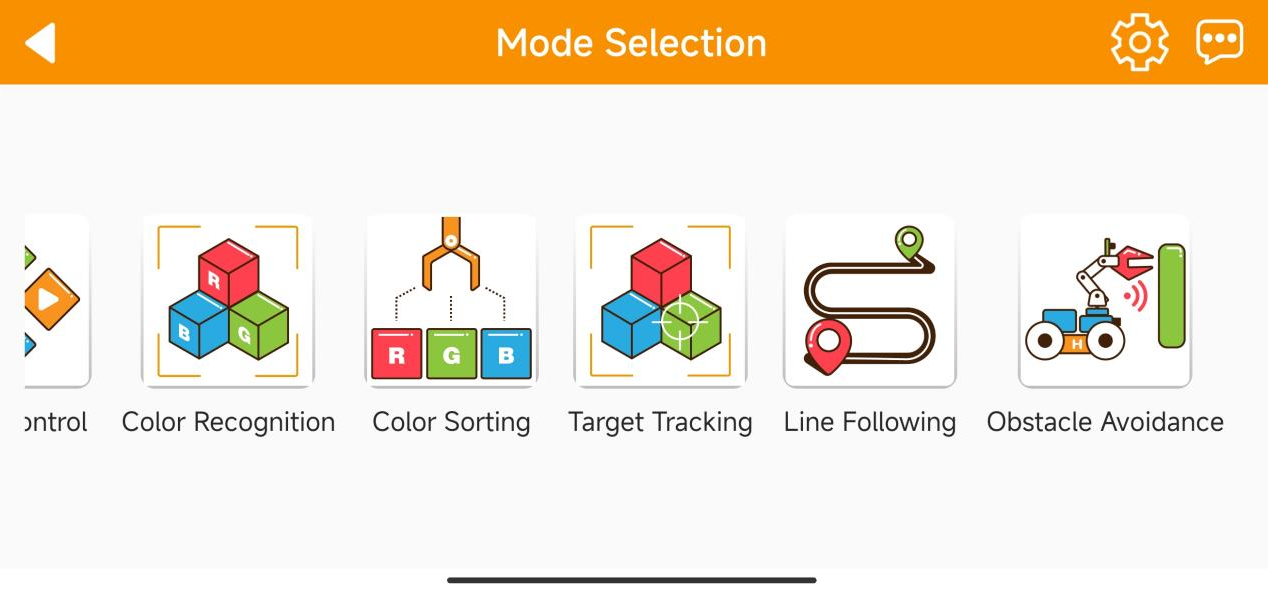 Mode Selection
R
B
G
R
G
B
H
ontrol
Color Recognition
Color Sorting
Target Tracking
Line Following
Obstacle Avoidance